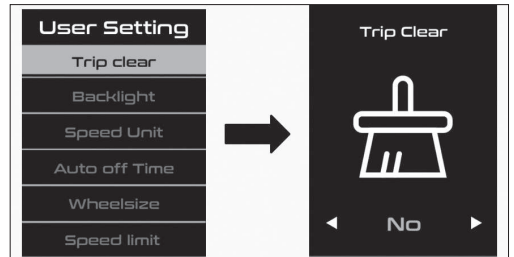 User Setting
Trip clear
Backlight
Speed Unit
Auto off Time
Wheelsize
Speed limit
Trip Clear
No